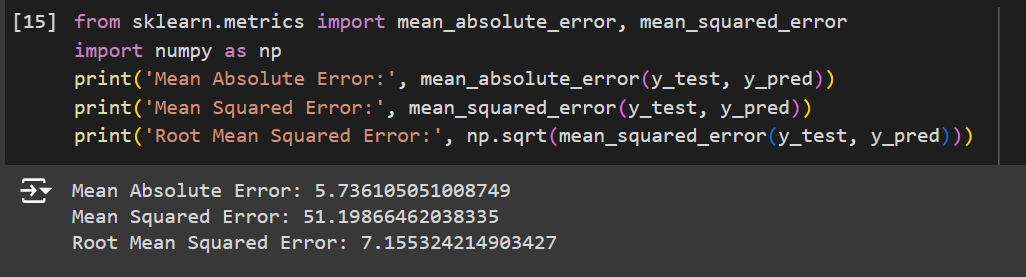 [15] from sklearn.metrics import mean_absolute_error, mean_squared_error
import numpy as np
print('Mean Absolute Error:', mean_absolute_error(y_test, y_pred))
print('Mean Squared Error:', mean_squared_error(y_test, y_pred))
print('Root Mean Squared Error:', np.sqrt(mean_squared_error(y_test, y_pred)))
Mean Absolute Error: 5.736105051008749
Mean Squared Error: 51.19866462038335
Root Mean Squared Error: 7.155324214903427